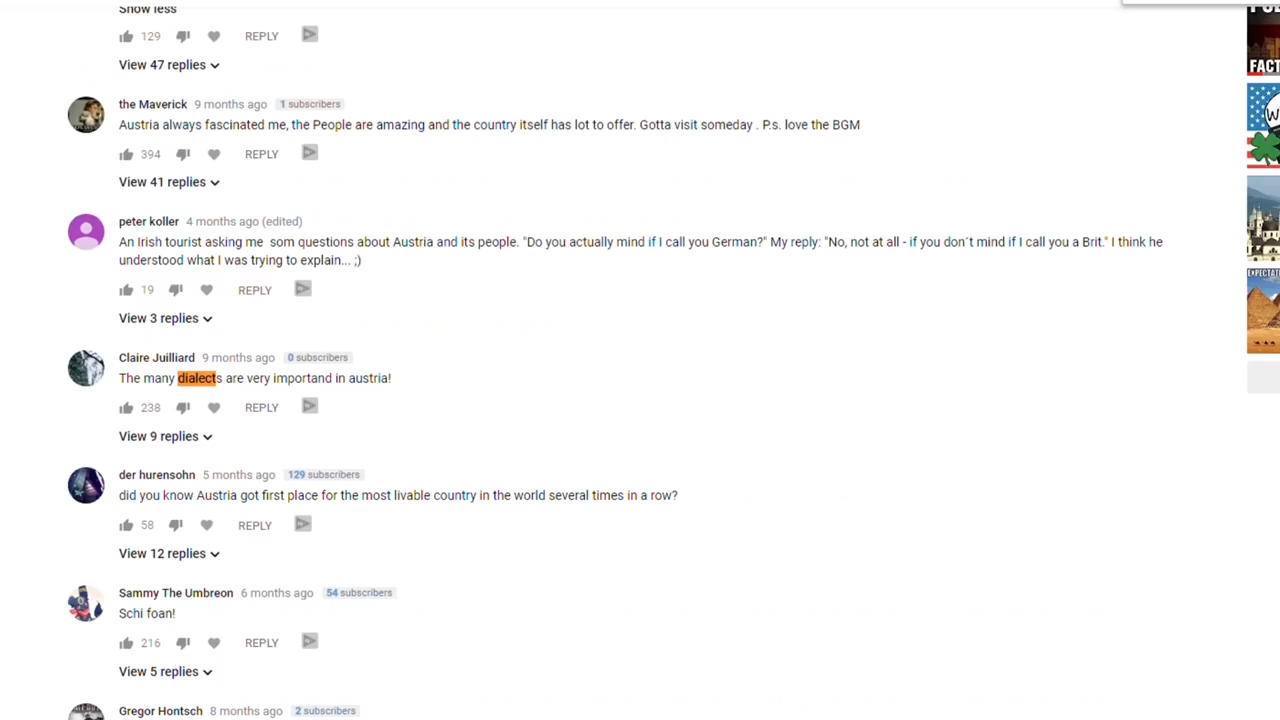 Show less
129 REPLY
View 47 replies
the Maverick 9 months ago 1 subscribers
Austria always fascinated me, the People are amazing and the country itself has lot to offer. Gotta visit someday . P.s. love the BGM
394 REPLY
View 41 replies
peter koller 4 months ago (edited)
An Irish tourist asking me  som questions about Austria and its people. "Do you actually mind if I call you German?" My reply: "No, not at all - if you don´t mind if I call you a Brit." I think he
understood what I was trying to explain... ;)
19 REPLY
View 3 replies
Claire Juilliard 9 months ago 0 subscribers
The many dialects are very importand in austria!
238 REPLY
View 9 replies
der hurensohn 5 months ago 129 subscribers
did you know Austria got first place for the most livable country in the world several times in a row?
58 REPLY
View 12 replies
Sammy The Umbreon 6 months ago 54 subscribers
Schi foan!
216 REPLY
View 5 replies
Gregor Hontsch 8 months ago 2 subscribers
FACT